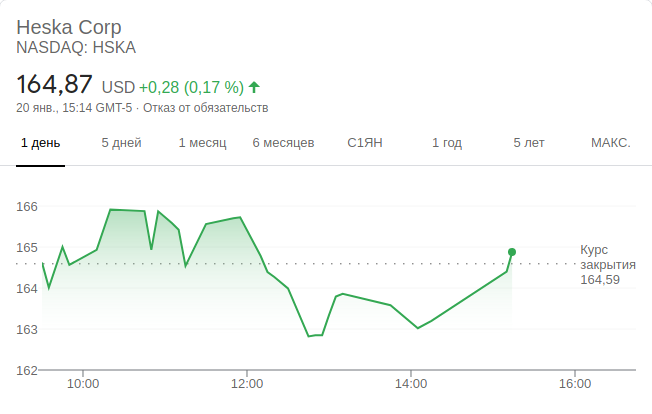 Heska Corp
NASDAQ: HSKA
164,87 USD +0,28 (0,17 %)
20 янв., 15:14 GMT-5 · Отказ от обязательств
1 день 5 дней 1 месяц 6 месяцев С1ЯН 1 год 5 лет МАКС.
166
165
Курс
закрытия
164,59
164
163
162
10:00 12:00 14:00 16:00